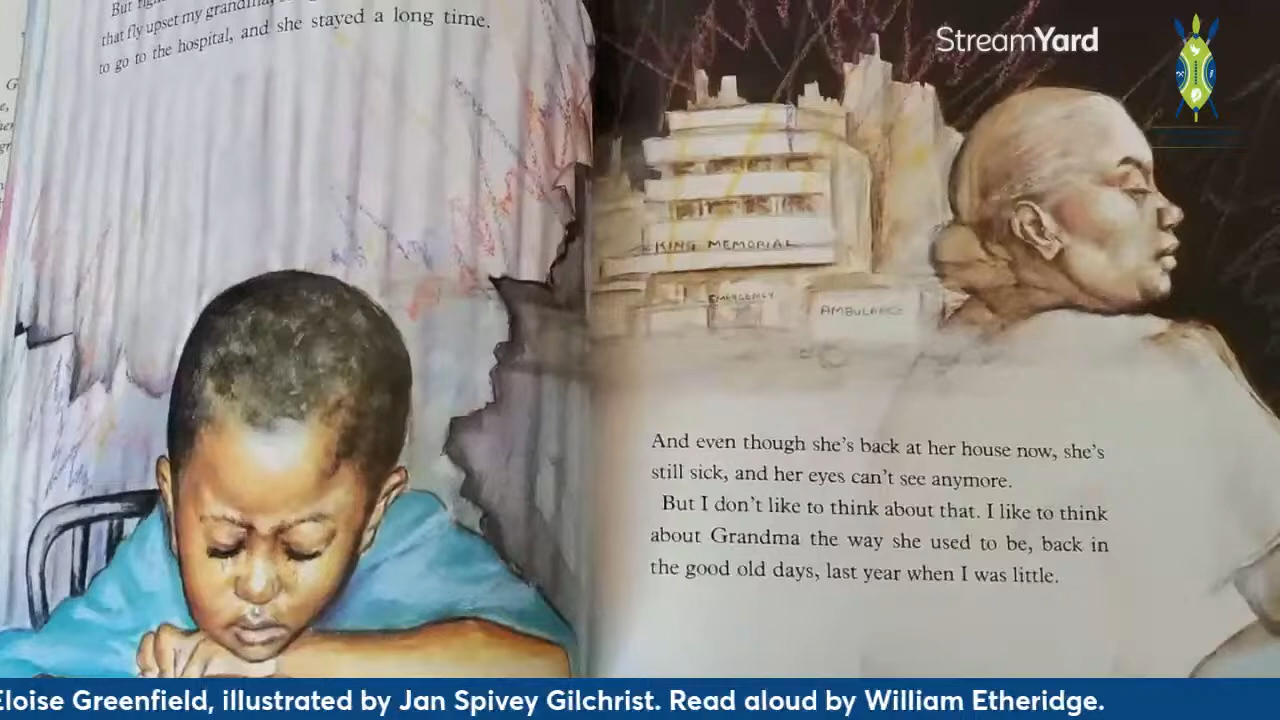 But
that fly upset my grandma,
to go to the hospital, and she stayed a long time.
StreamYard
KING MEMORIAL
EMERGENCY
AMBULANCE
And even though she's back at her house now, she's
still sick, and her eyes can't see anymore.
But I don't like to think about that. I like to think
about Grandma the way she used to be, back in
the good old days, last year when I was little.
Eloise Greenfield, illustrated by Jan Spivey Gilchrist. Read aloud by William Etheridge.